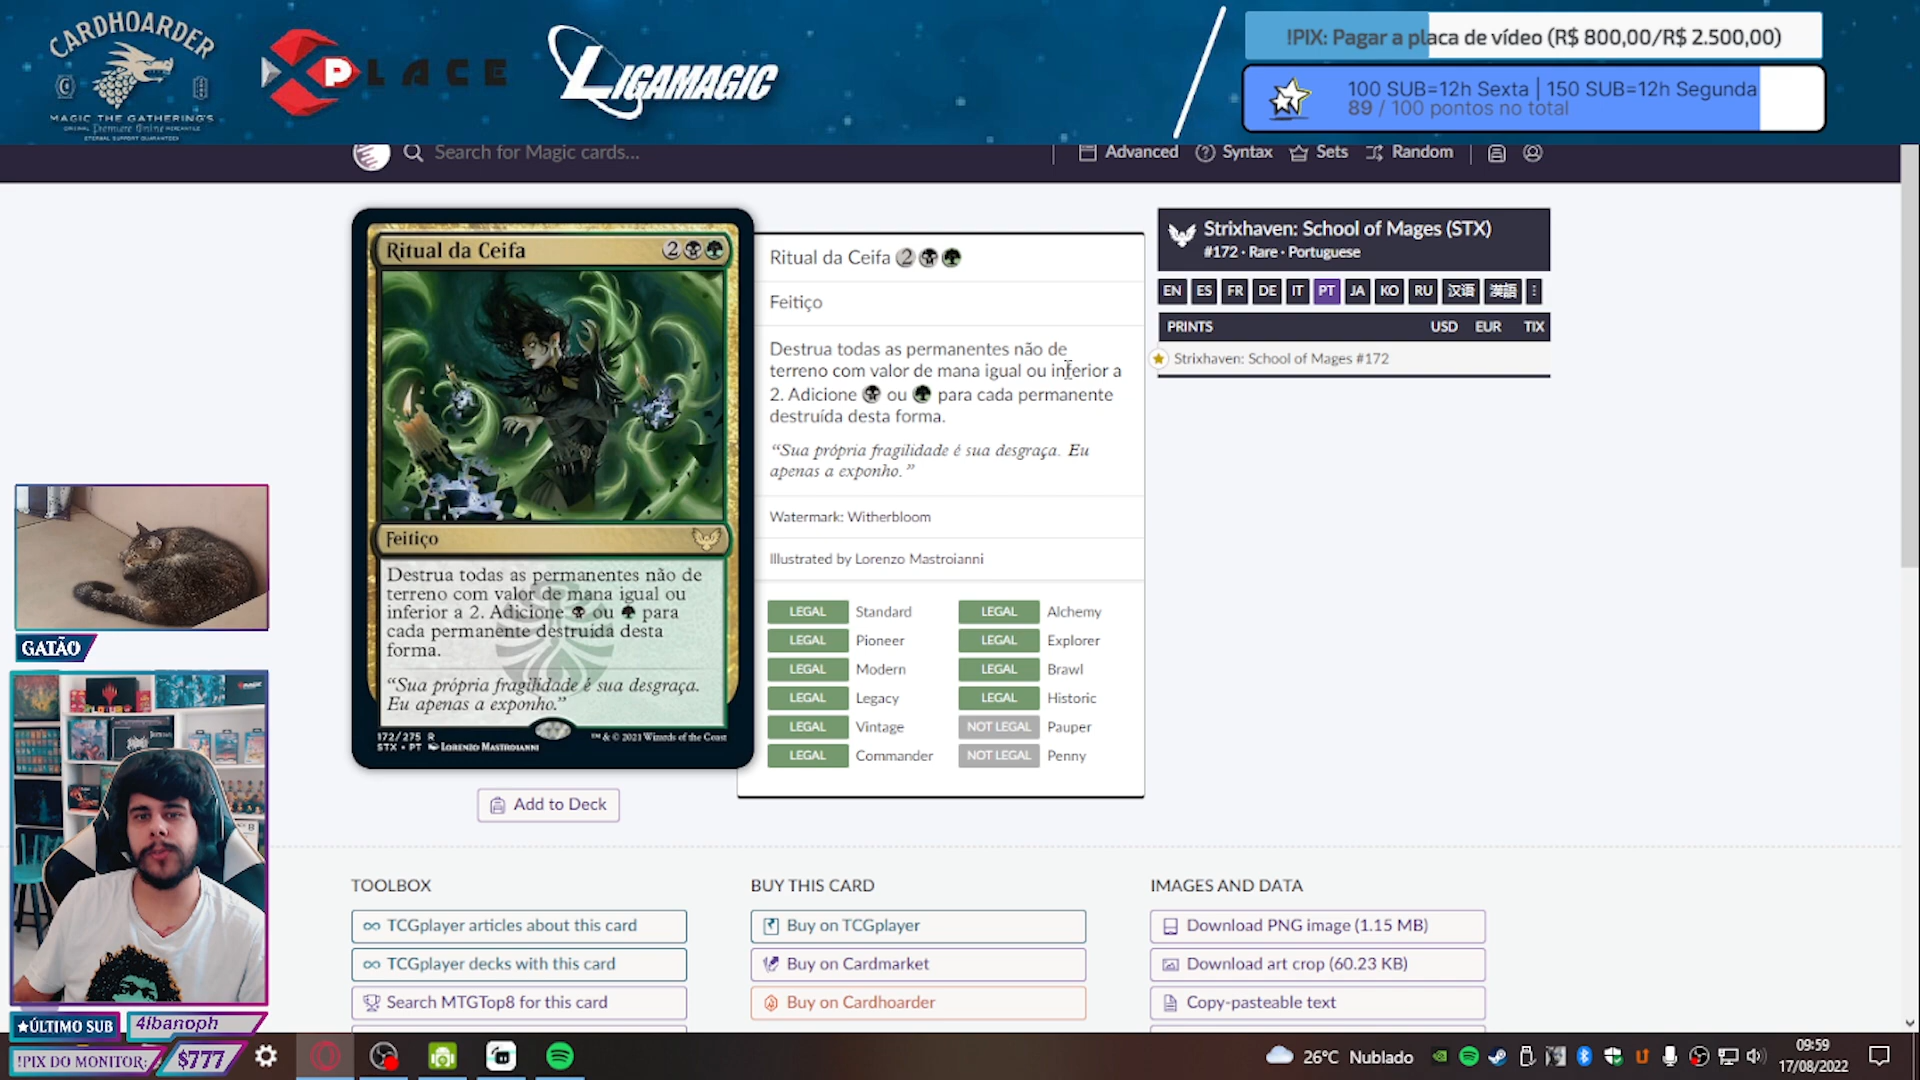 CARDHOARDER
MAGIC THE GATHERING'S
ORIGINAL Premiere Online MERCANTILE
ETERNAL SUPPORT GUARANTEED
XPLACE
LIGAMAGIC
!PIX: Pagar a placa de vídeo (R$ 800,00/R$ 2.500,00)
100 SUB=12h Sexta | 150 SUB=12h Segunda
89 / 100 pontos no total
Search for Magic cards...
Advanced
Syntax
Sets
Random
Ritual da Ceifa 2
Feitiço
Destrua todas as permanentes não de
terreno com valor de mana igual ou
inferior a 2. Adicione ou para
cada permanente destruída desta
forma.
“Sua própria fragilidade é sua desgraça.
Eu apenas a exponho.”
172/275 R
STX • PT LORENZO MASTROIANNI
™ & © 2021 Wizards of the Coast
Add to Deck
Ritual da Ceifa 2
Feitiço
Destrua todas as permanentes não de
terreno com valor de mana igual ou inferior a
2. Adicione ou para cada permanente
destruída desta forma.
“Sua própria fragilidade é sua desgraça. Eu
apenas a exponho.”
Watermark: Witherbloom
Illustrated by Lorenzo Mastroianni
LEGAL Standard LEGAL Alchemy
LEGAL Pioneer LEGAL Explorer
LEGAL Modern LEGAL Brawl
LEGAL Legacy LEGAL Historic
LEGAL Vintage NOT LEGAL Pauper
LEGAL Commander NOT LEGAL Penny
Strixhaven: School of Mages (STX)
#172 • Rare • Portuguese
EN ES FR DE IT PT JA KO RU 汉语 漢語
PRINTS USD EUR TIX
Strixhaven: School of Mages #172
GATÃO
TOOLBOX
TCGplayer articles about this card
TCGplayer decks with this card
Search MTGTop8 for this card
BUY THIS CARD
Buy on TCGplayer
Buy on Cardmarket
Buy on Cardhoarder
IMAGES AND DATA
Download PNG image (1.15 MB)
Download art crop (60.23 KB)
Copy-pasteable text
★ÚLTIMO SUB 4lbanoph
!PIX DO MONITOR: $777
26°C Nublado
09:59
17/08/2022